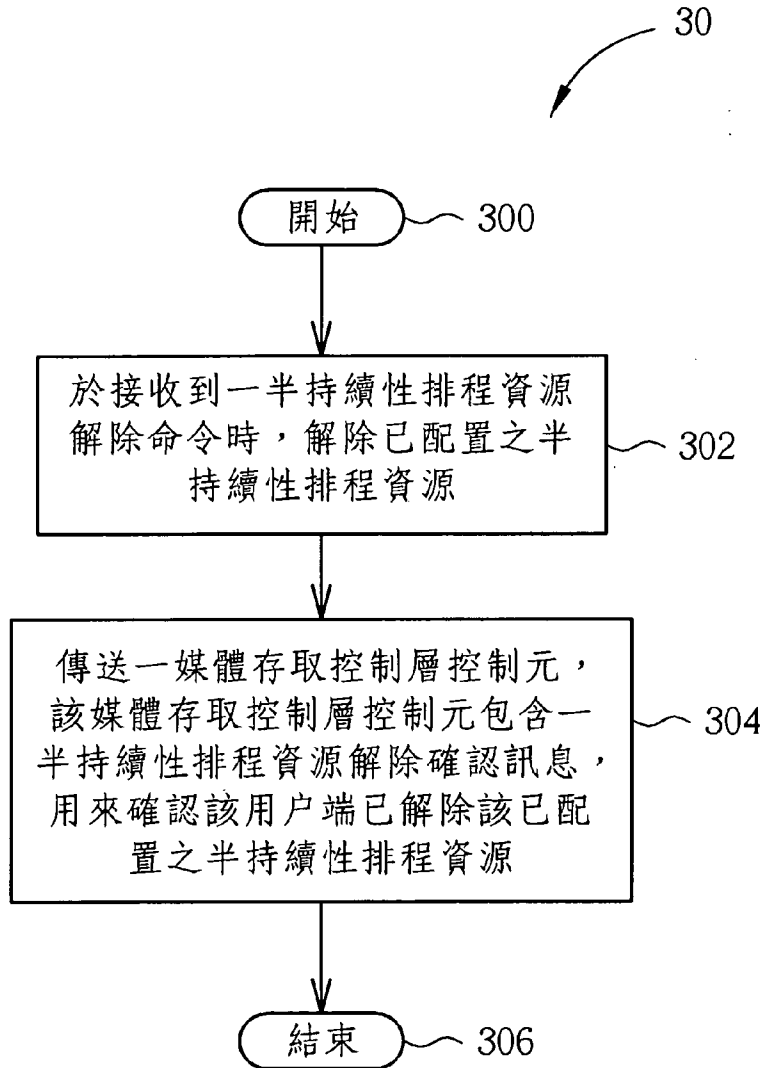 30
開始
300
於接收到一半持續性排程資源
解除命令時，解除已配置之半
持續性排程資源
302
傳送一媒體存取控制層控制元，
該媒體存取控制層控制元包含一
半持續性排程資源解除確認訊息，
用來確認該用户端已解除該已配
置之半持續性排程資源
304
結束
306